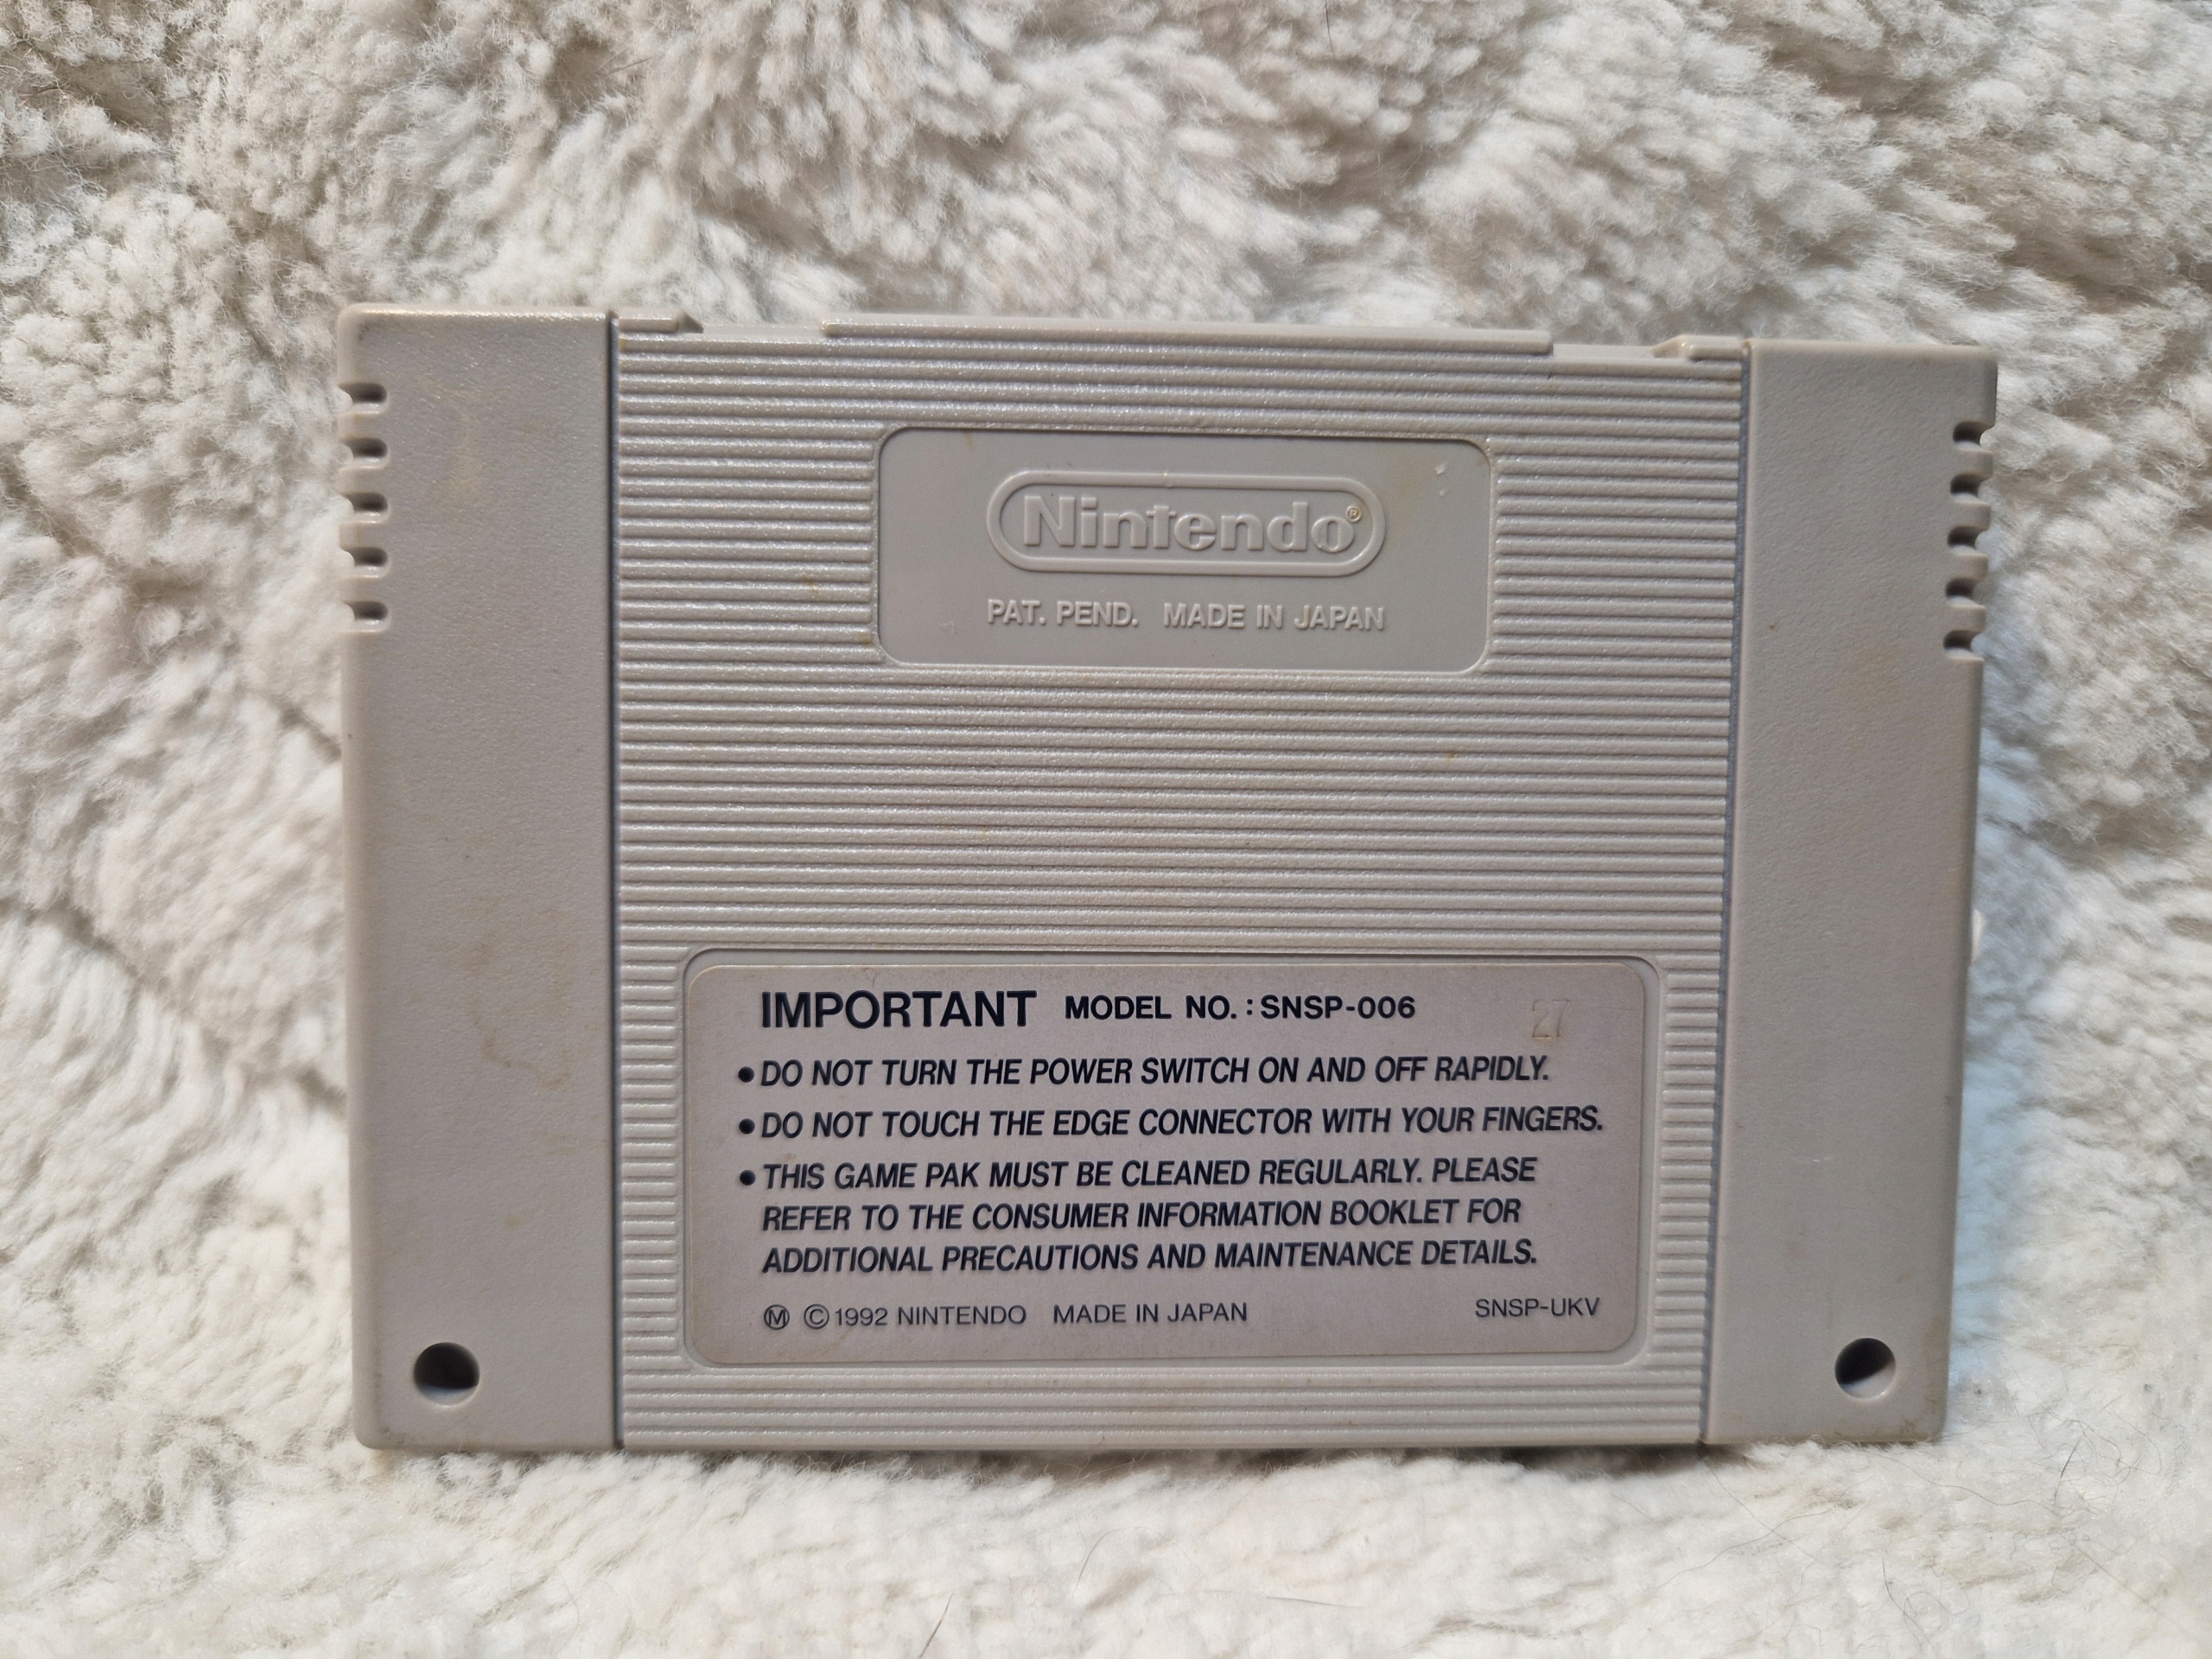 Nintendo®
PAT. PEND. MADE IN JAPAN
IMPORTANT MODEL NO.: SNSP-006
27
● DO NOT TURN THE POWER SWITCH ON AND OFF RAPIDLY.
● DO NOT TOUCH THE EDGE CONNECTOR WITH YOUR FINGERS.
● THIS GAME PAK MUST BE CLEANED REGULARLY. PLEASE
REFER TO THE CONSUMER INFORMATION BOOKLET FOR
ADDITIONAL PRECAUTIONS AND MAINTENANCE DETAILS.
Ⓜ ©1992 NINTENDO MADE IN JAPAN SNSP-UKV